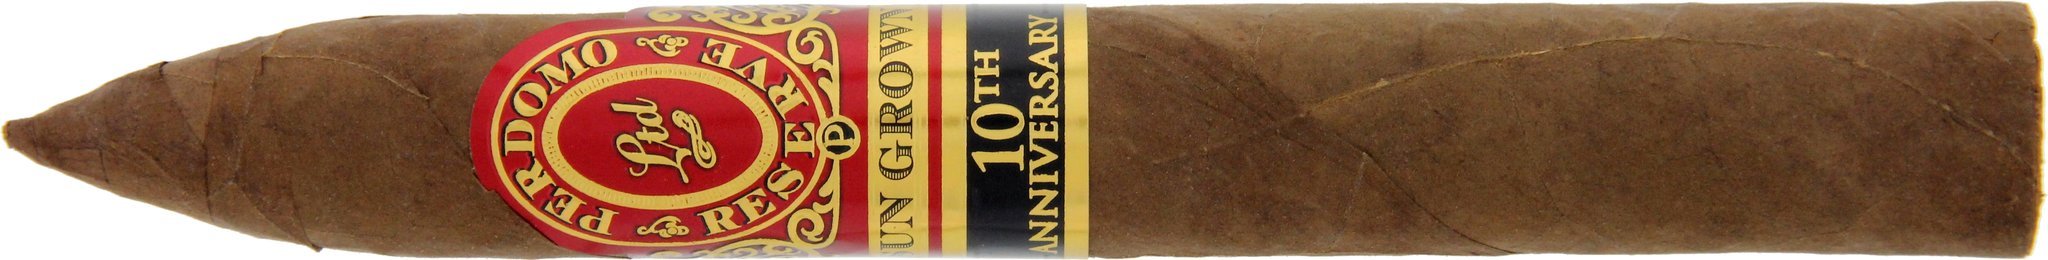 PERDOMO
RESERVE
Ltd
P
SUN GROWN
10TH
ANNIVERSARY